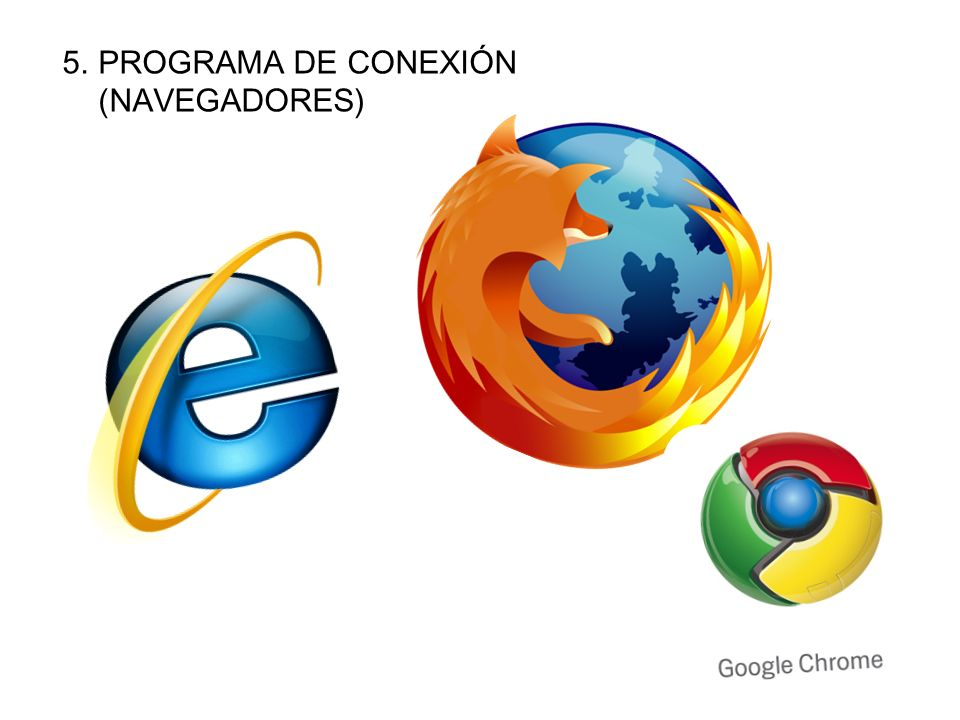 5. PROGRAMA DE CONEXIÓN
(NAVEGADORES)
Google Chrome